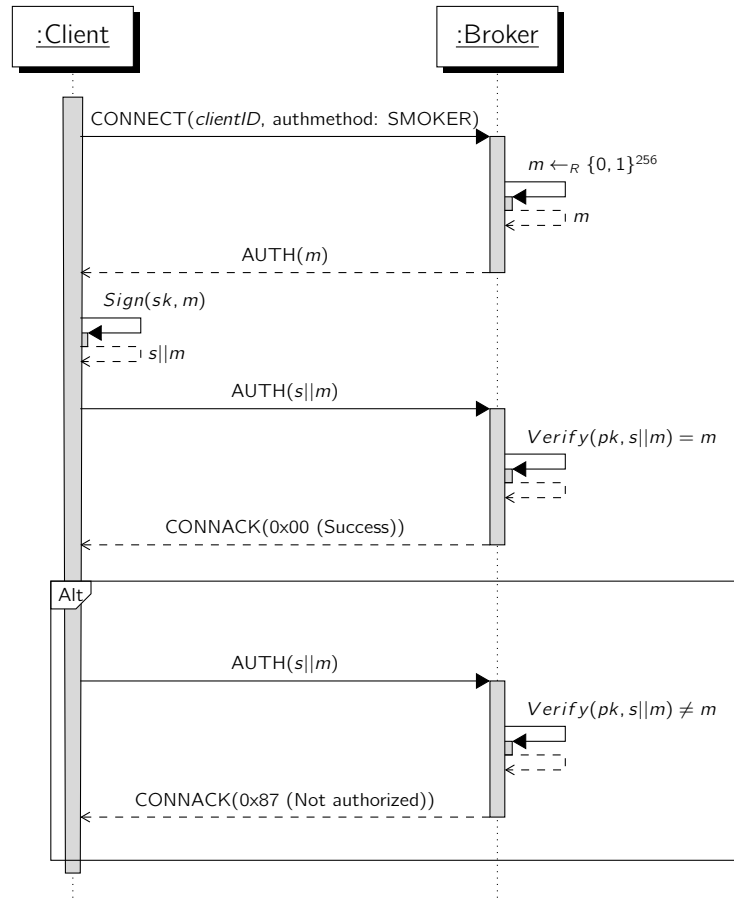 :Client
:Broker
CONNECT(clientID, authmethod: SMOKER)
m ←R {0, 1}²⁵⁶
m
AUTH(m)
Sign(sk, m)
s||m
AUTH(s||m)
Verify(pk, s||m) = m
CONNACK(0x00 (Success))
Alt
AUTH(s||m)
Verify(pk, s||m) ≠ m
CONNACK(0x87 (Not authorized))